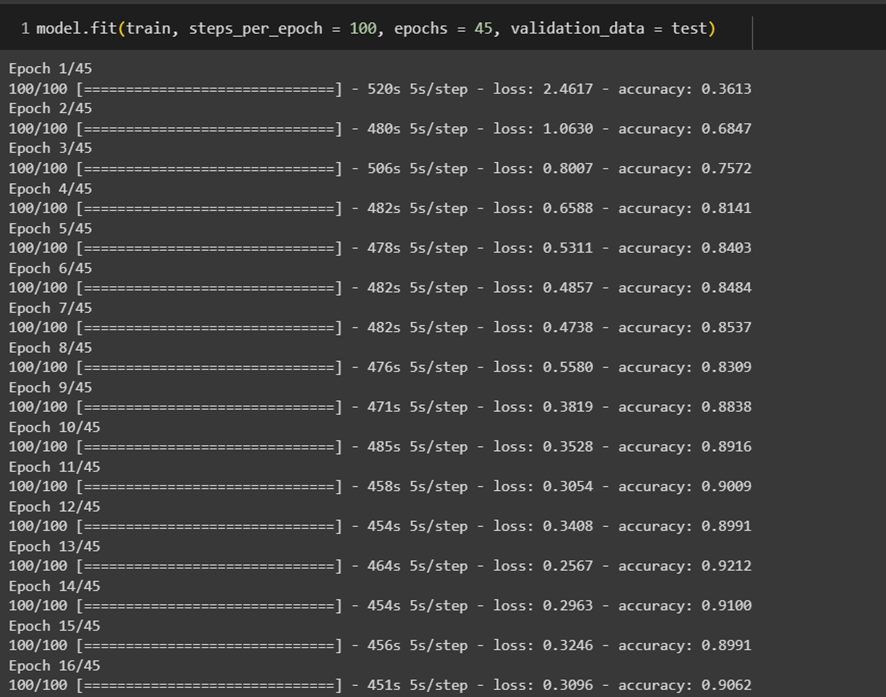 1 model.fit(train, steps_per_epoch = 100, epochs = 45, validation_data = test)
Epoch 1/45
100/100 [==============================] - 520s 5s/step - loss: 2.4617 - accuracy: 0.3613
Epoch 2/45
100/100 [==============================] - 480s 5s/step - loss: 1.0630 - accuracy: 0.6847
Epoch 3/45
100/100 [==============================] - 506s 5s/step - loss: 0.8007 - accuracy: 0.7572
Epoch 4/45
100/100 [==============================] - 482s 5s/step - loss: 0.6588 - accuracy: 0.8141
Epoch 5/45
100/100 [==============================] - 478s 5s/step - loss: 0.5311 - accuracy: 0.8403
Epoch 6/45
100/100 [==============================] - 482s 5s/step - loss: 0.4857 - accuracy: 0.8484
Epoch 7/45
100/100 [==============================] - 482s 5s/step - loss: 0.4738 - accuracy: 0.8537
Epoch 8/45
100/100 [==============================] - 476s 5s/step - loss: 0.5580 - accuracy: 0.8309
Epoch 9/45
100/100 [==============================] - 471s 5s/step - loss: 0.3819 - accuracy: 0.8838
Epoch 10/45
100/100 [==============================] - 485s 5s/step - loss: 0.3528 - accuracy: 0.8916
Epoch 11/45
100/100 [==============================] - 458s 5s/step - loss: 0.3054 - accuracy: 0.9009
Epoch 12/45
100/100 [==============================] - 454s 5s/step - loss: 0.3408 - accuracy: 0.8991
Epoch 13/45
100/100 [==============================] - 464s 5s/step - loss: 0.2567 - accuracy: 0.9212
Epoch 14/45
100/100 [==============================] - 454s 5s/step - loss: 0.2963 - accuracy: 0.9100
Epoch 15/45
100/100 [==============================] - 456s 5s/step - loss: 0.3246 - accuracy: 0.8991
Epoch 16/45
100/100 [==============================] - 451s 5s/step - loss: 0.3096 - accuracy: 0.9062